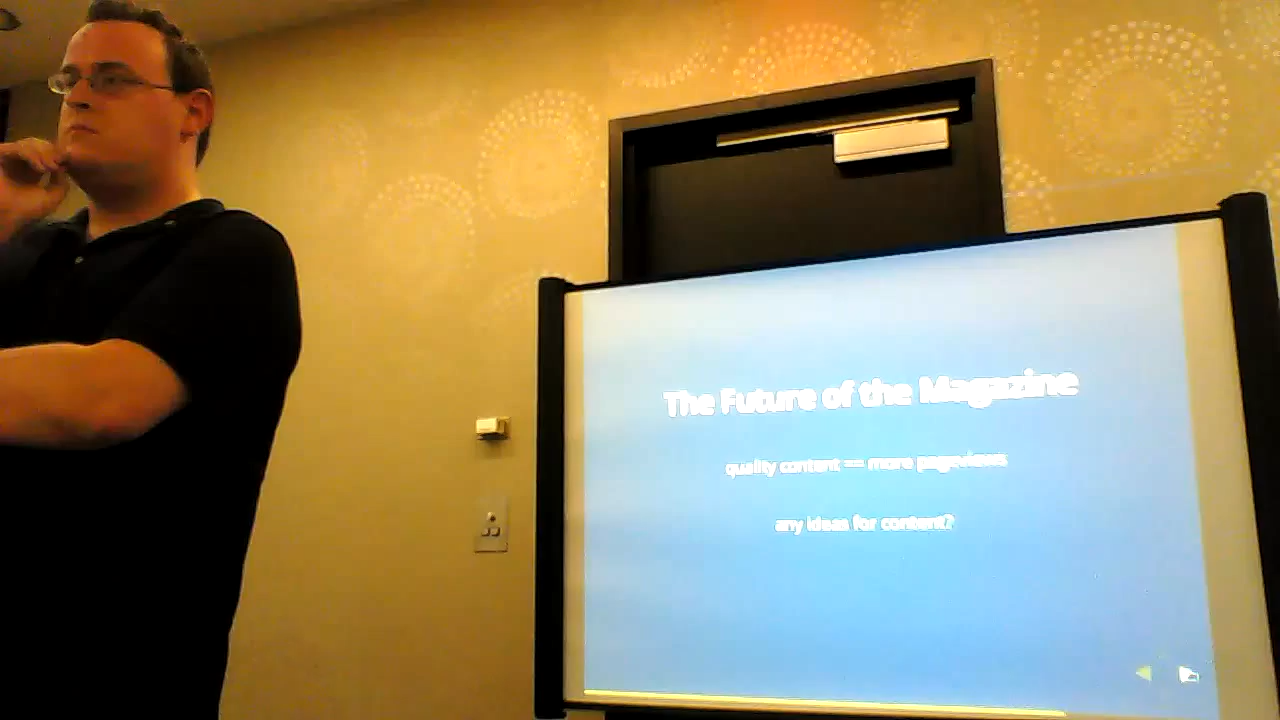 The Future of the Magazine
quality content == more pageviews
any ideas for content?